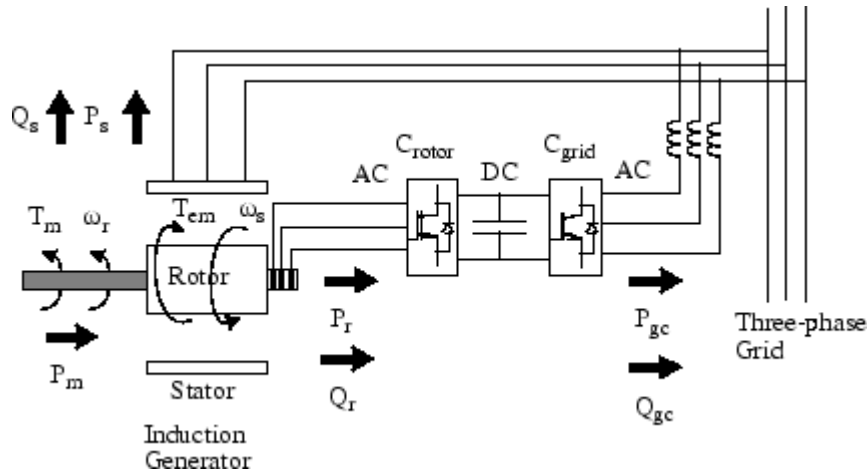 Qs Ps
Crotor Cgrid
AC DC AC
Tm ωr Tem ωs
Rotor
Pm
Pr Pgc
Qr Qgc
Stator
Induction
Generator
Three-phase
Grid